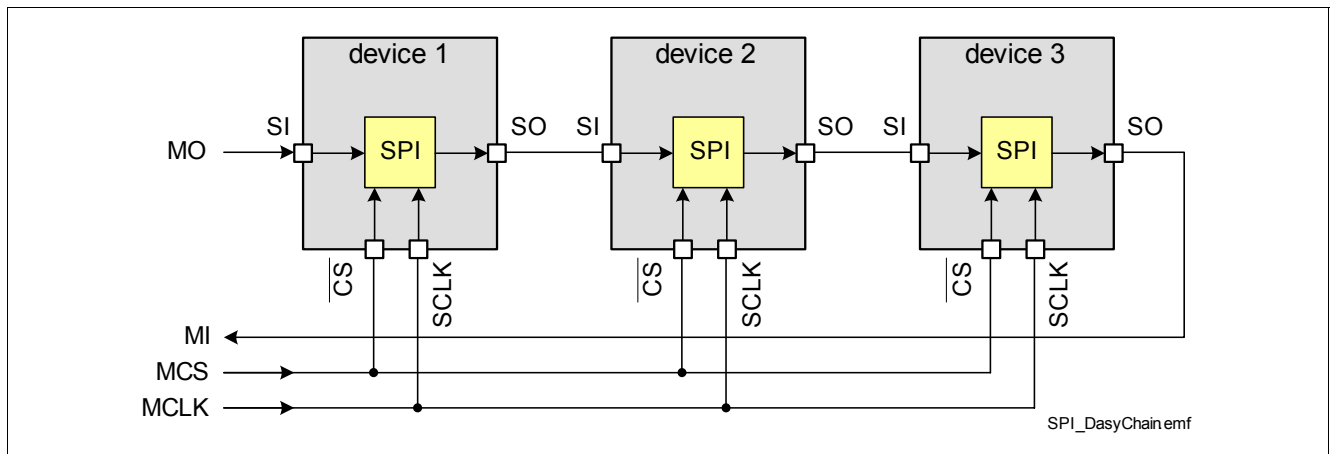 device 1 device 2 device 3
SI SO SI SO SI SO
MO SPI SPI SPI
CS SCLK CS SCLK CS SCLK
MI
MCS
MCLK
SPI_DasyChain.emf